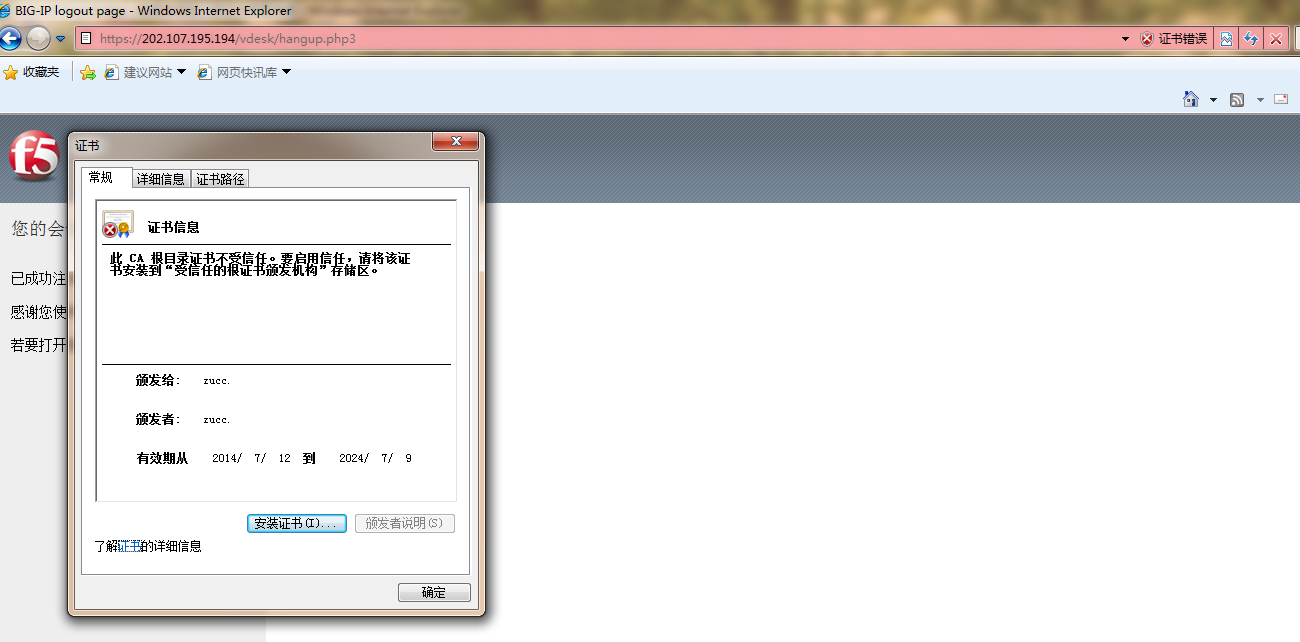 BIG-IP logout page - Windows Internet Explorer
https://202.107.195.194/vdesk/hangup.php3
证书错误
收藏夹
建议网站
网页快讯库
f5
证书
常规
详细信息
证书路径
您的会
已成功注
感谢您使
若要打开
证书信息
此 CA 根目录证书不受信任。要启用信任，请将该证
书安装到“受信任的根证书颁发机构”存储区。
颁发给： zucc.
颁发者： zucc.
有效期从 2014/ 7/ 12 到 2024/ 7/ 9
安装证书(I)...
颁发者说明(S)
了解证书的详细信息
确定